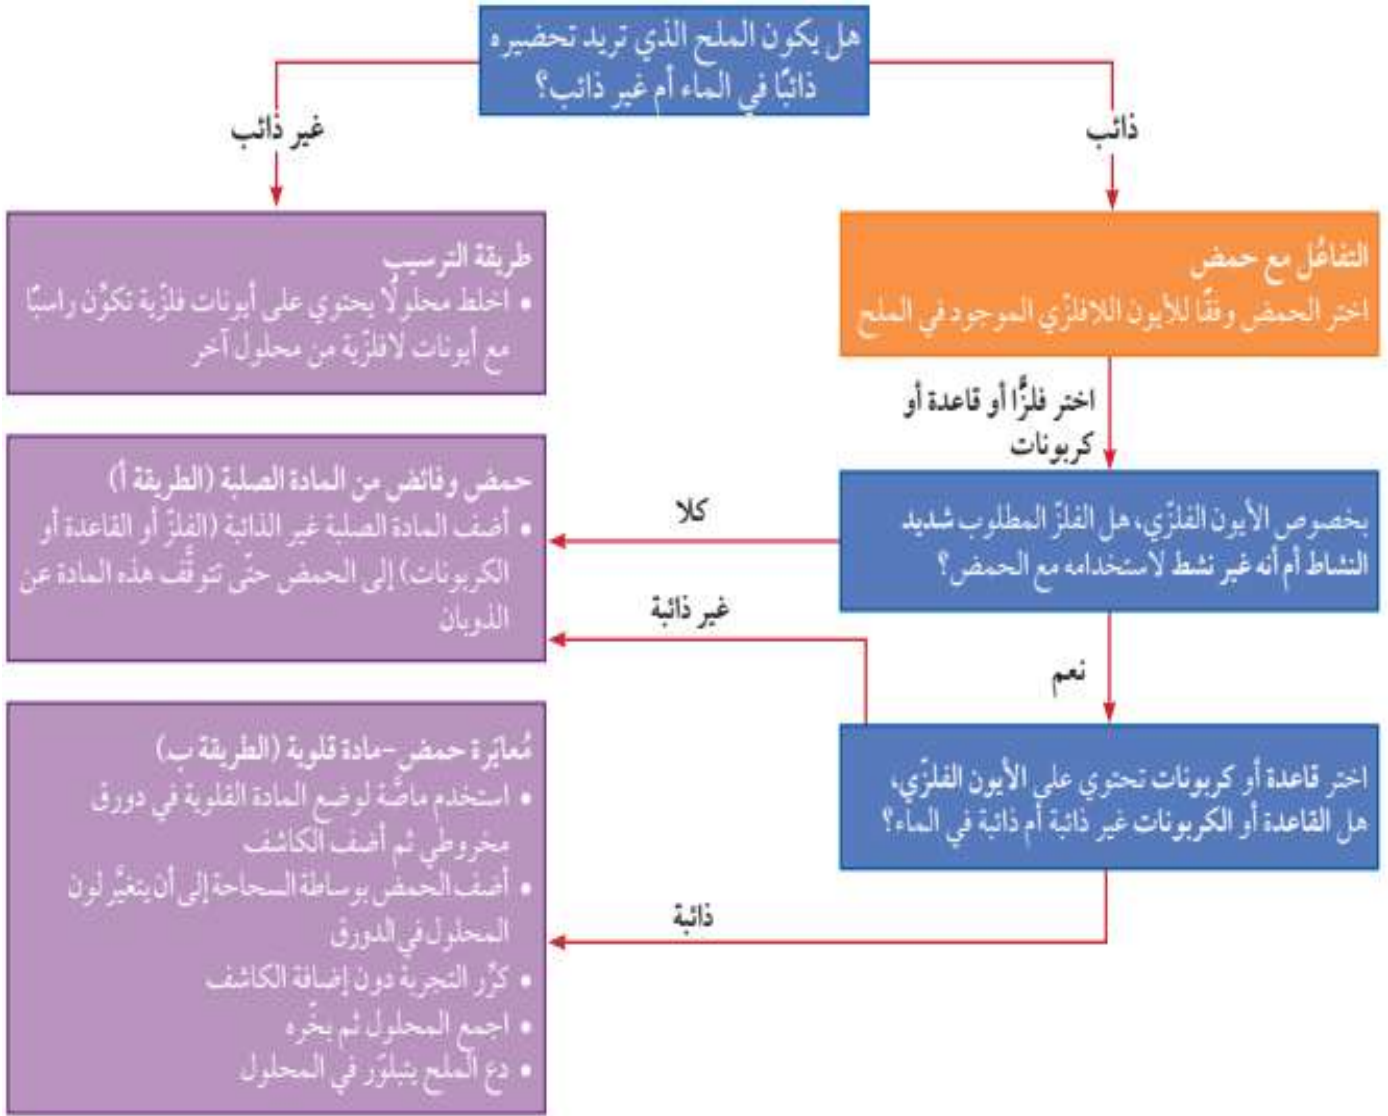 هل يكون الملح الذي تريد تحضيره
ذائبًا في الماء أم غير ذائب؟
ذائب
غير ذائب
التفاعُل مع حمض
اختر الحمض وفقًا للأيون اللافلزّي الموجود في الملح
طريقة الترسيب
• اخلط محلولًا يحتوي على أيونات فلزّية تكوِّن راسبًا
مع أيونات لافلزّية من محلول آخر
اختر فلزًّا أو قاعدة أو
كربونات
بخصوص الأيون الفلزّي، هل الفلزّ المطلوب شديد
النشاط أم أنه غير نشط لاستخدامه مع الحمض؟
كلا
حمض وفائض من المادة الصلبة (الطريقة أ)
• أضف المادة الصلبة غير الذائبة (الفلزّ أو القاعدة أو
الكربونات) إلى الحمض حتّى تتوقَّف هذه المادة عن
الذوبان
غير ذائبة
نعم
اختر قاعدة أو كربونات تحتوي على الأيون الفلزّي،
هل القاعدة أو الكربونات غير ذائبة أم ذائبة في الماء؟
ذائبة
مُعايَرة حمض-مادة قلوية (الطريقة ب)
• استخدم ماصَّة لوضع المادة القلوية في دورق
مخروطي ثم أضف الكاشف
• أضف الحمض بوساطة السحاحة إلى أن يتغيَّر لون
المحلول في الدورق
• كرِّر التجربة دون إضافة الكاشف
• اجمع المحلول ثم بخّره
• دع الملح يتبلوَر في المحلول